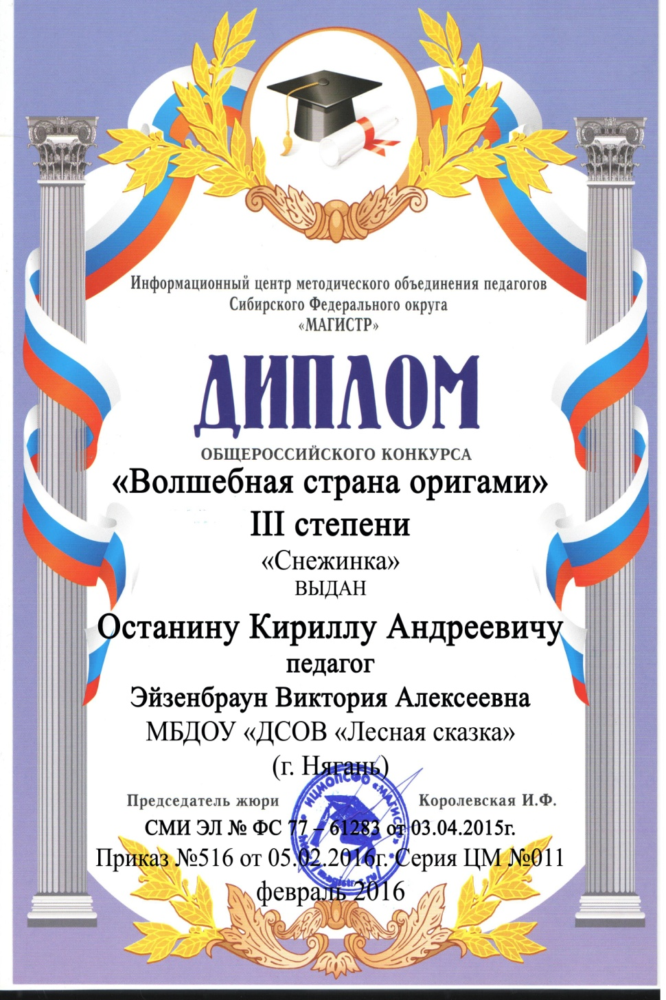 Информационный центр методического объединения педагогов
Сибирского Федерального округа
«МАГИСТР»
ДИПЛОМ
ОБЩЕРОССИЙСКОГО КОНКУРСА
«Волшебная страна оригами»
III степени
«Снежинка»
ВЫДАН
Останину Кириллу Андреевичу
педагог
Эйзенбраун Виктория Алексеевна
МБДОУ «ДСОВ «Лесная сказка»
(г. Нягань)
ИЦМОПСФО «МАГИСТР»
Председатель жюри
Королевская И.Ф.
СМИ ЭЛ № ФС 77 – 61283 от 03.04.2015г.
Приказ №516 от 05.02.2016г. Серия ЦМ №011
февраль 2016